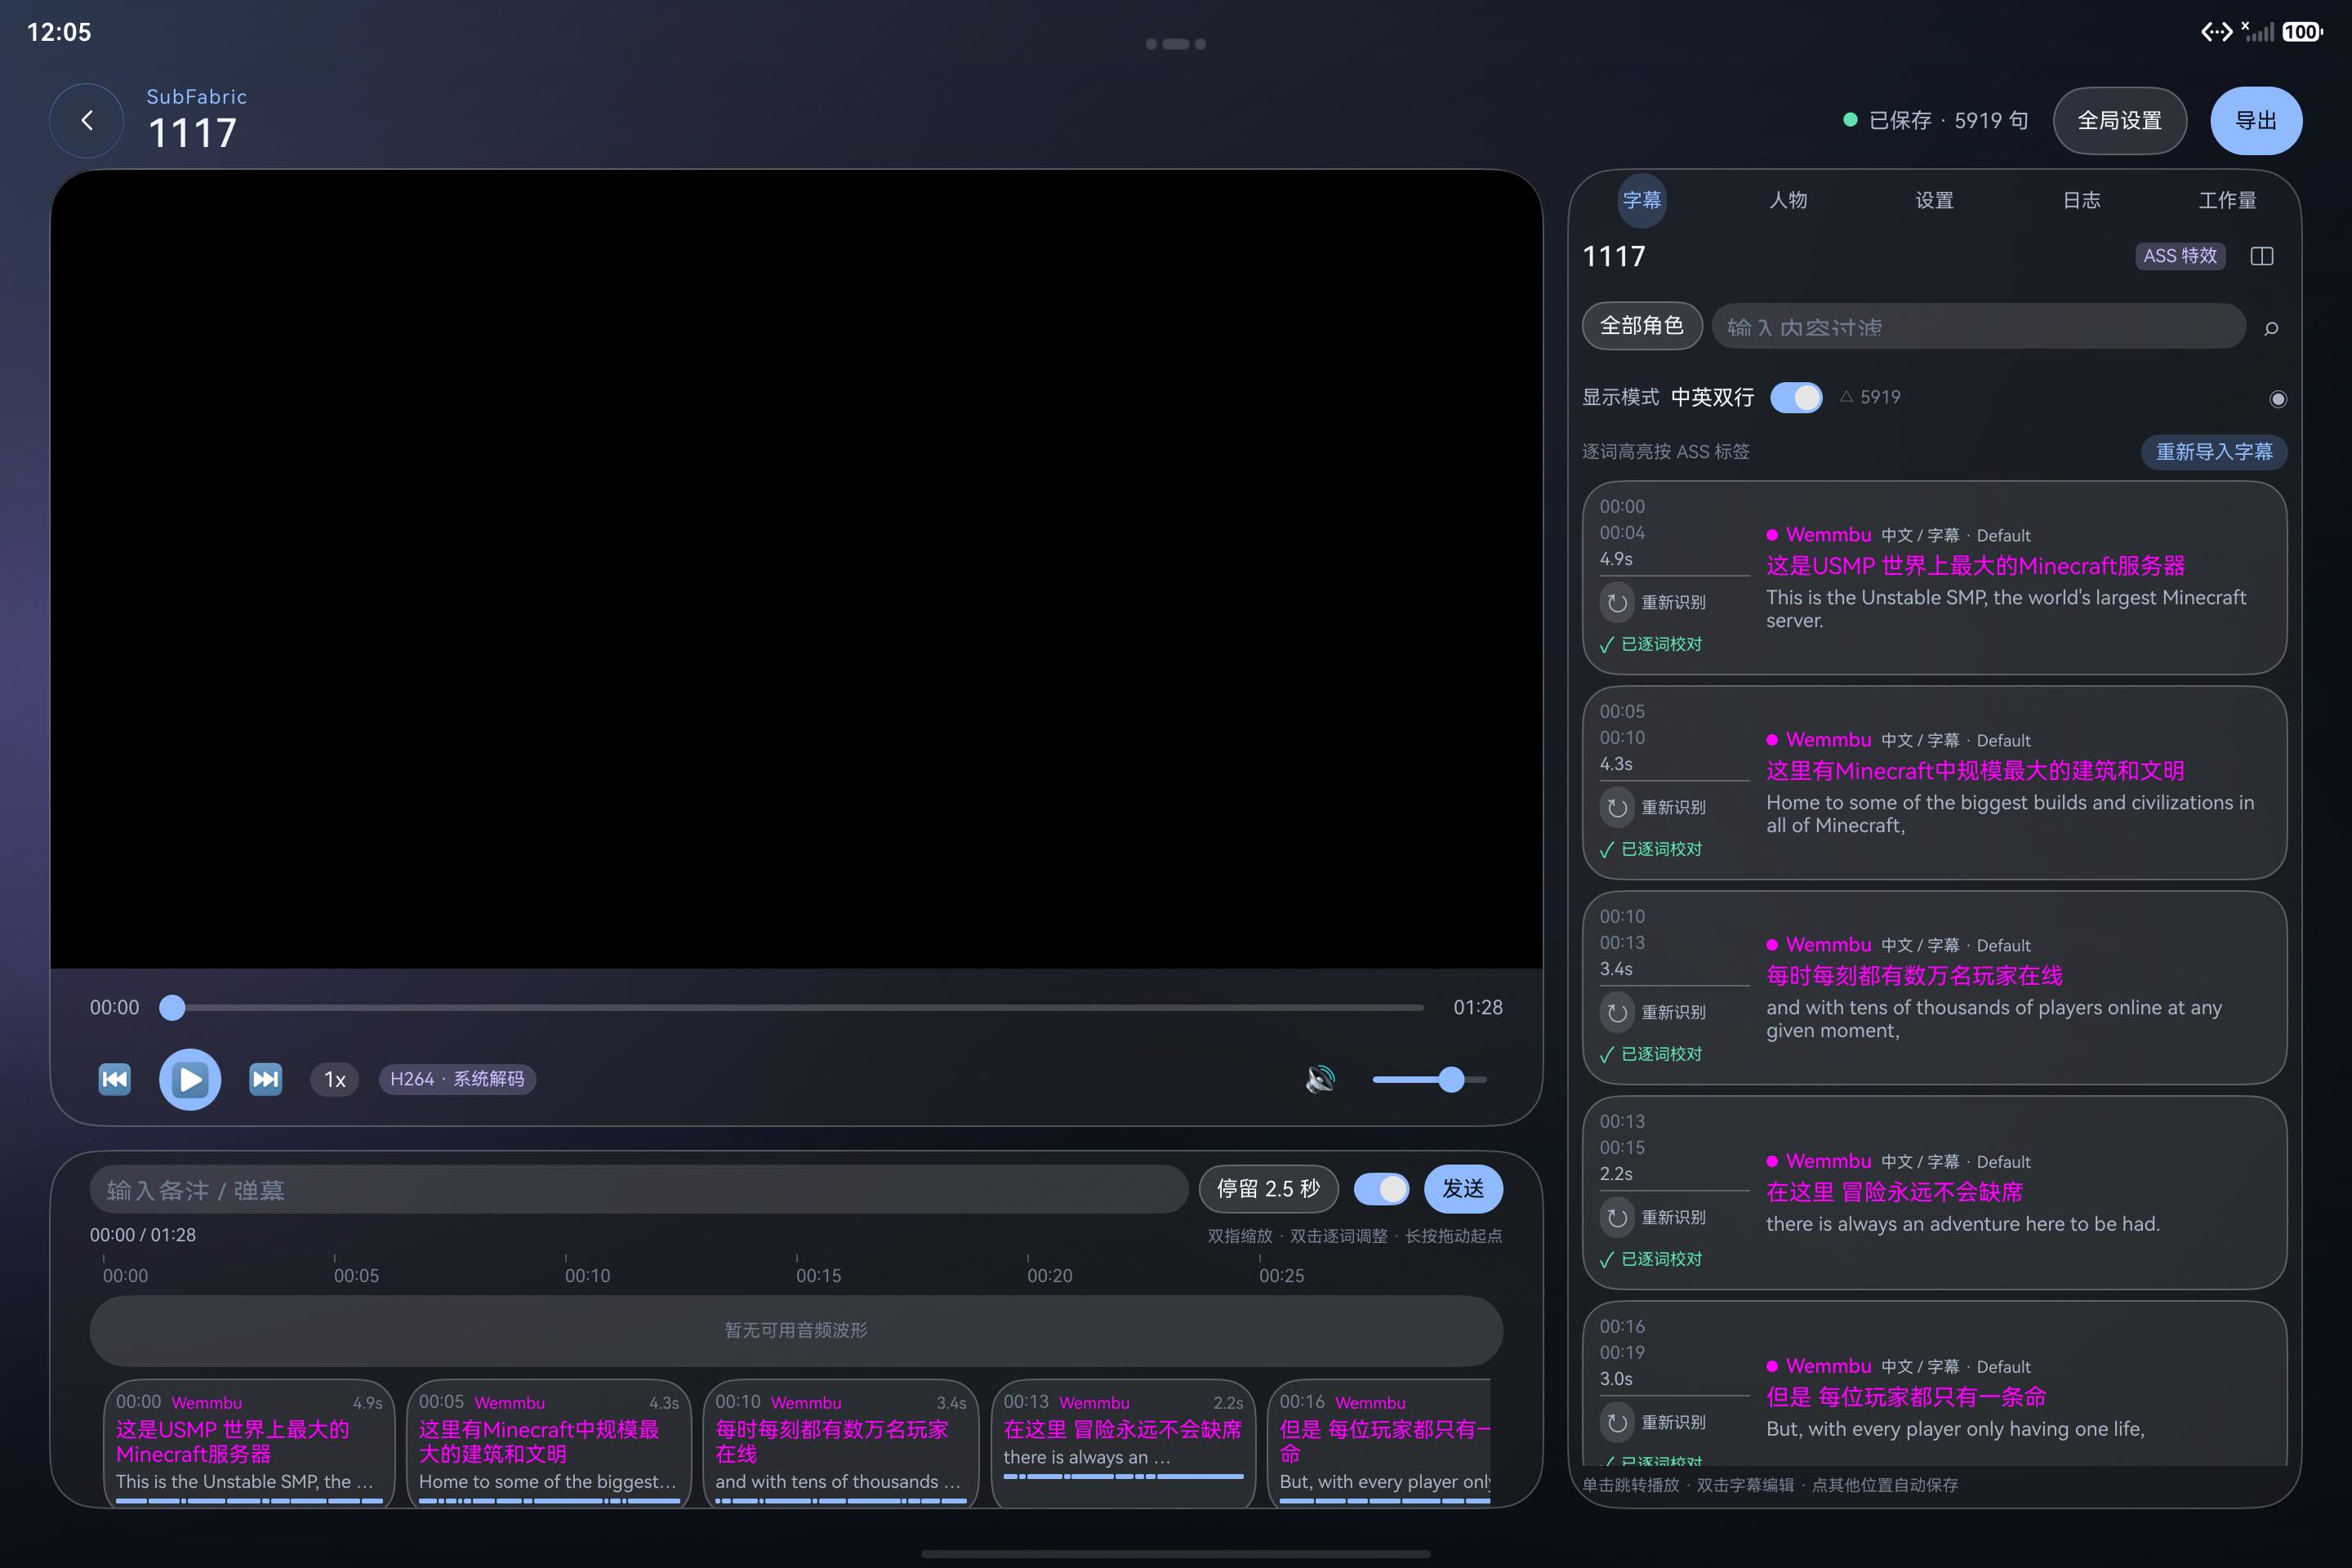 12:05
100
SubFabric
1117
已保存 · 5919 句
全局设置
导出
00:00
01:28
1x
H264 · 系统解码
输入备注 / 弹幕
停留 2.5 秒
发送
00:00 / 01:28
双指缩放 · 双击逐词调整 · 长按拖动起点
00:00
00:05
00:10
00:15
00:20
00:25
暂无可用音频波形
00:00 Wemmbu 4.9s
这是USMP 世界上最大的
Minecraft服务器
This is the Unstable SMP, the ...
00:05 Wemmbu 4.3s
这里有Minecraft中规模最
大的建筑和文明
Home to some of the biggest...
00:10 Wemmbu 3.4s
每时每刻都有数万名玩家
在线
and with tens of thousands ...
00:13 Wemmbu 2.2s
在这里 冒险永远不会缺席
there is always an ...
00:16 Wemmbu
但是 每位玩家都只有一
命
But, with every player only
字幕
人物
设置
日志
工作量
1117
ASS 特效
全部角色
输入内容过滤
显示模式 中英双行
△ 5919
逐词高亮按 ASS 标签
重新导入字幕
00:00
00:04
4.9s
重新识别
✓ 已逐词校对
Wemmbu 中文 / 字幕 · Default
这是USMP 世界上最大的Minecraft服务器
This is the Unstable SMP, the world's largest Minecraft
server.
00:05
00:10
4.3s
重新识别
✓ 已逐词校对
Wemmbu 中文 / 字幕 · Default
这里有Minecraft中规模最大的建筑和文明
Home to some of the biggest builds and civilizations in
all of Minecraft,
00:10
00:13
3.4s
重新识别
✓ 已逐词校对
Wemmbu 中文 / 字幕 · Default
每时每刻都有数万名玩家在线
and with tens of thousands of players online at any
given moment,
00:13
00:15
2.2s
重新识别
✓ 已逐词校对
Wemmbu 中文 / 字幕 · Default
在这里 冒险永远不会缺席
there is always an adventure here to be had.
00:16
00:19
3.0s
重新识别
✓ 已逐词校对
Wemmbu 中文 / 字幕 · Default
但是 每位玩家都只有一条命
But, with every player only having one life,
单击跳转播放 · 双击字幕编辑 · 点其他位置自动保存